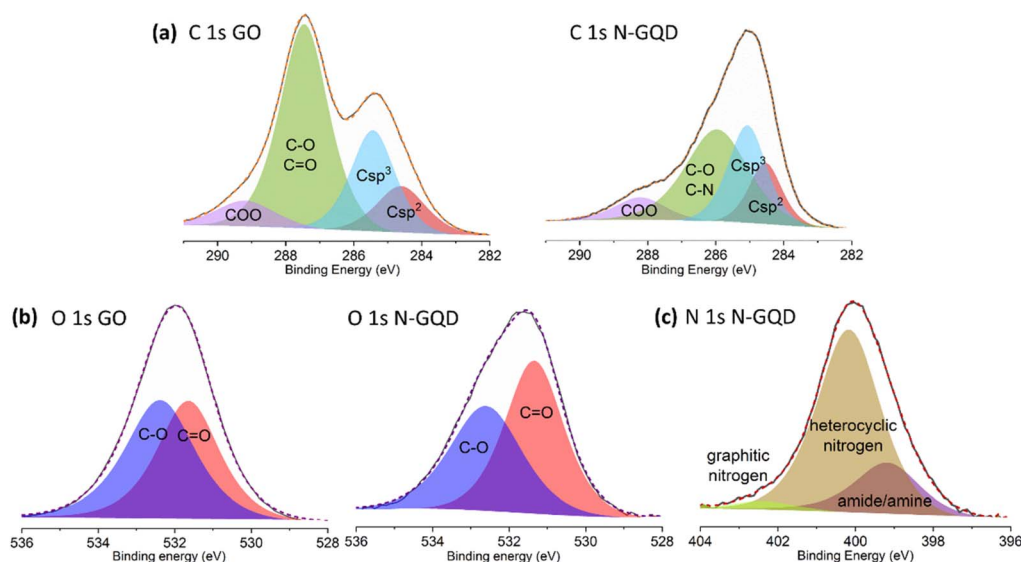 (a) C 1s GO
C 1s N-GQD
C-O
C=O
Csp³
Csp²
COO
C-O
C-N
Csp³
Csp²
COO
290 288 286 284 282
Binding Energy (eV)
290 288 286 284 282
Binding Energy (eV)
(b) O 1s GO
O 1s N-GQD
(c) N 1s N-GQD
C-O C=O
C=O
C-O
heterocyclic
nitrogen
graphitic
nitrogen
amide/amine
536 534 532 530 528
Binding energy (eV)
536 534 532 530 528
Binding energy (eV)
404 402 400 398 396
Binding Energy (eV)